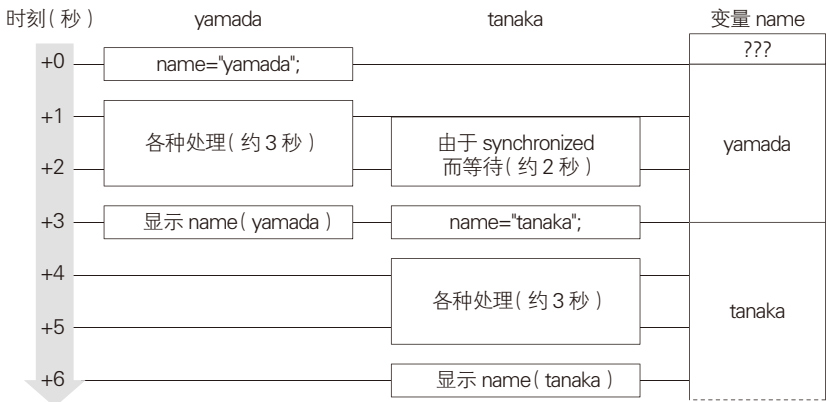 时刻（秒）	yamada	tanaka	变量 name
???
+0	name="yamada";
+1
各种处理（约 3 秒）	由于 synchronized
而等待（约 2 秒）	yamada
+2
+3	显示 name（yamada）	name="tanaka";
+4
各种处理（约 3 秒）	tanaka
+5
+6	显示 name（tanaka）